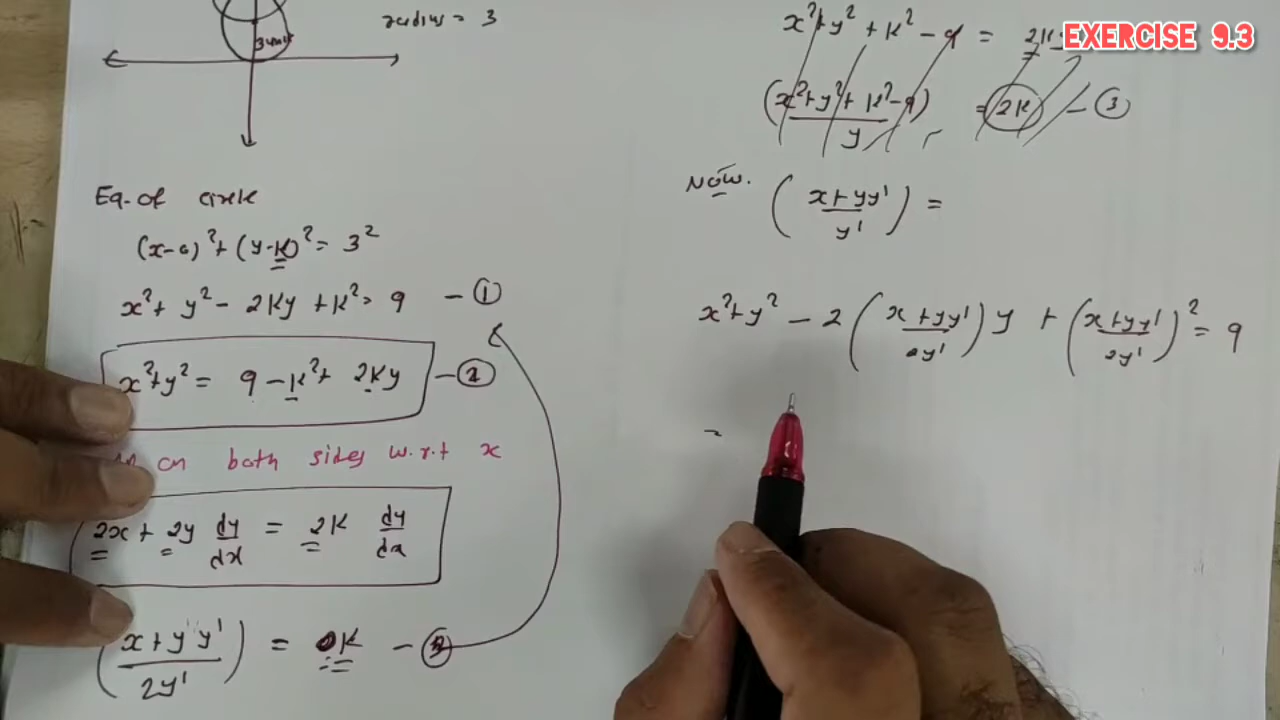 radius = 3
3 units
Eq. of circle
(x-0)² + (y-k)² = 3²
x² + y² - 2ky + k² = 9 - ①
x² + y² = 9 - k² + 2ky - ②
on both sides w.r.t x
2x + 2y dy/dx = 2k dy/dx
(x + y y'/2y') = k - ③
EXERCISE 9.3
x² + y² + k² - 9 = 2k
(x² + y² + k² - 9)/y = 2k - ③
Now. (x + yy'/y') =
x² + y² - 2 (x + yy'/2y') y + (x + yy'/2y')² = 9
=